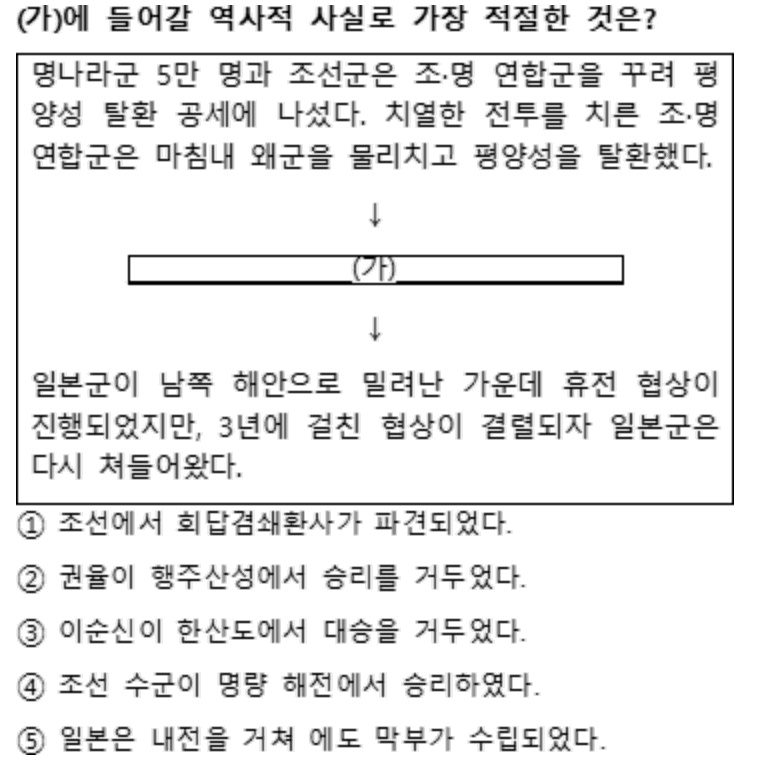 (가)에 들어갈 역사적 사실로 가장 적절한 것은?
명나라군 5만 명과 조선군은 조·명 연합군을 꾸려 평
양성 탈환 공세에 나섰다. 치열한 전투를 치른 조·명
연합군은 마침내 왜군을 물리치고 평양성을 탈환했다.
↓
(가)
↓
일본군이 남쪽 해안으로 밀려난 가운데 휴전 협상이
진행되었지만, 3년에 걸친 협상이 결렬되자 일본군은
다시 쳐들어왔다.
① 조선에서 회답겸쇄환사가 파견되었다.
② 권율이 행주산성에서 승리를 거두었다.
③ 이순신이 한산도에서 대승을 거두었다.
④ 조선 수군이 명량 해전에서 승리하였다.
⑤ 일본은 내전을 거쳐 에도 막부가 수립되었다.